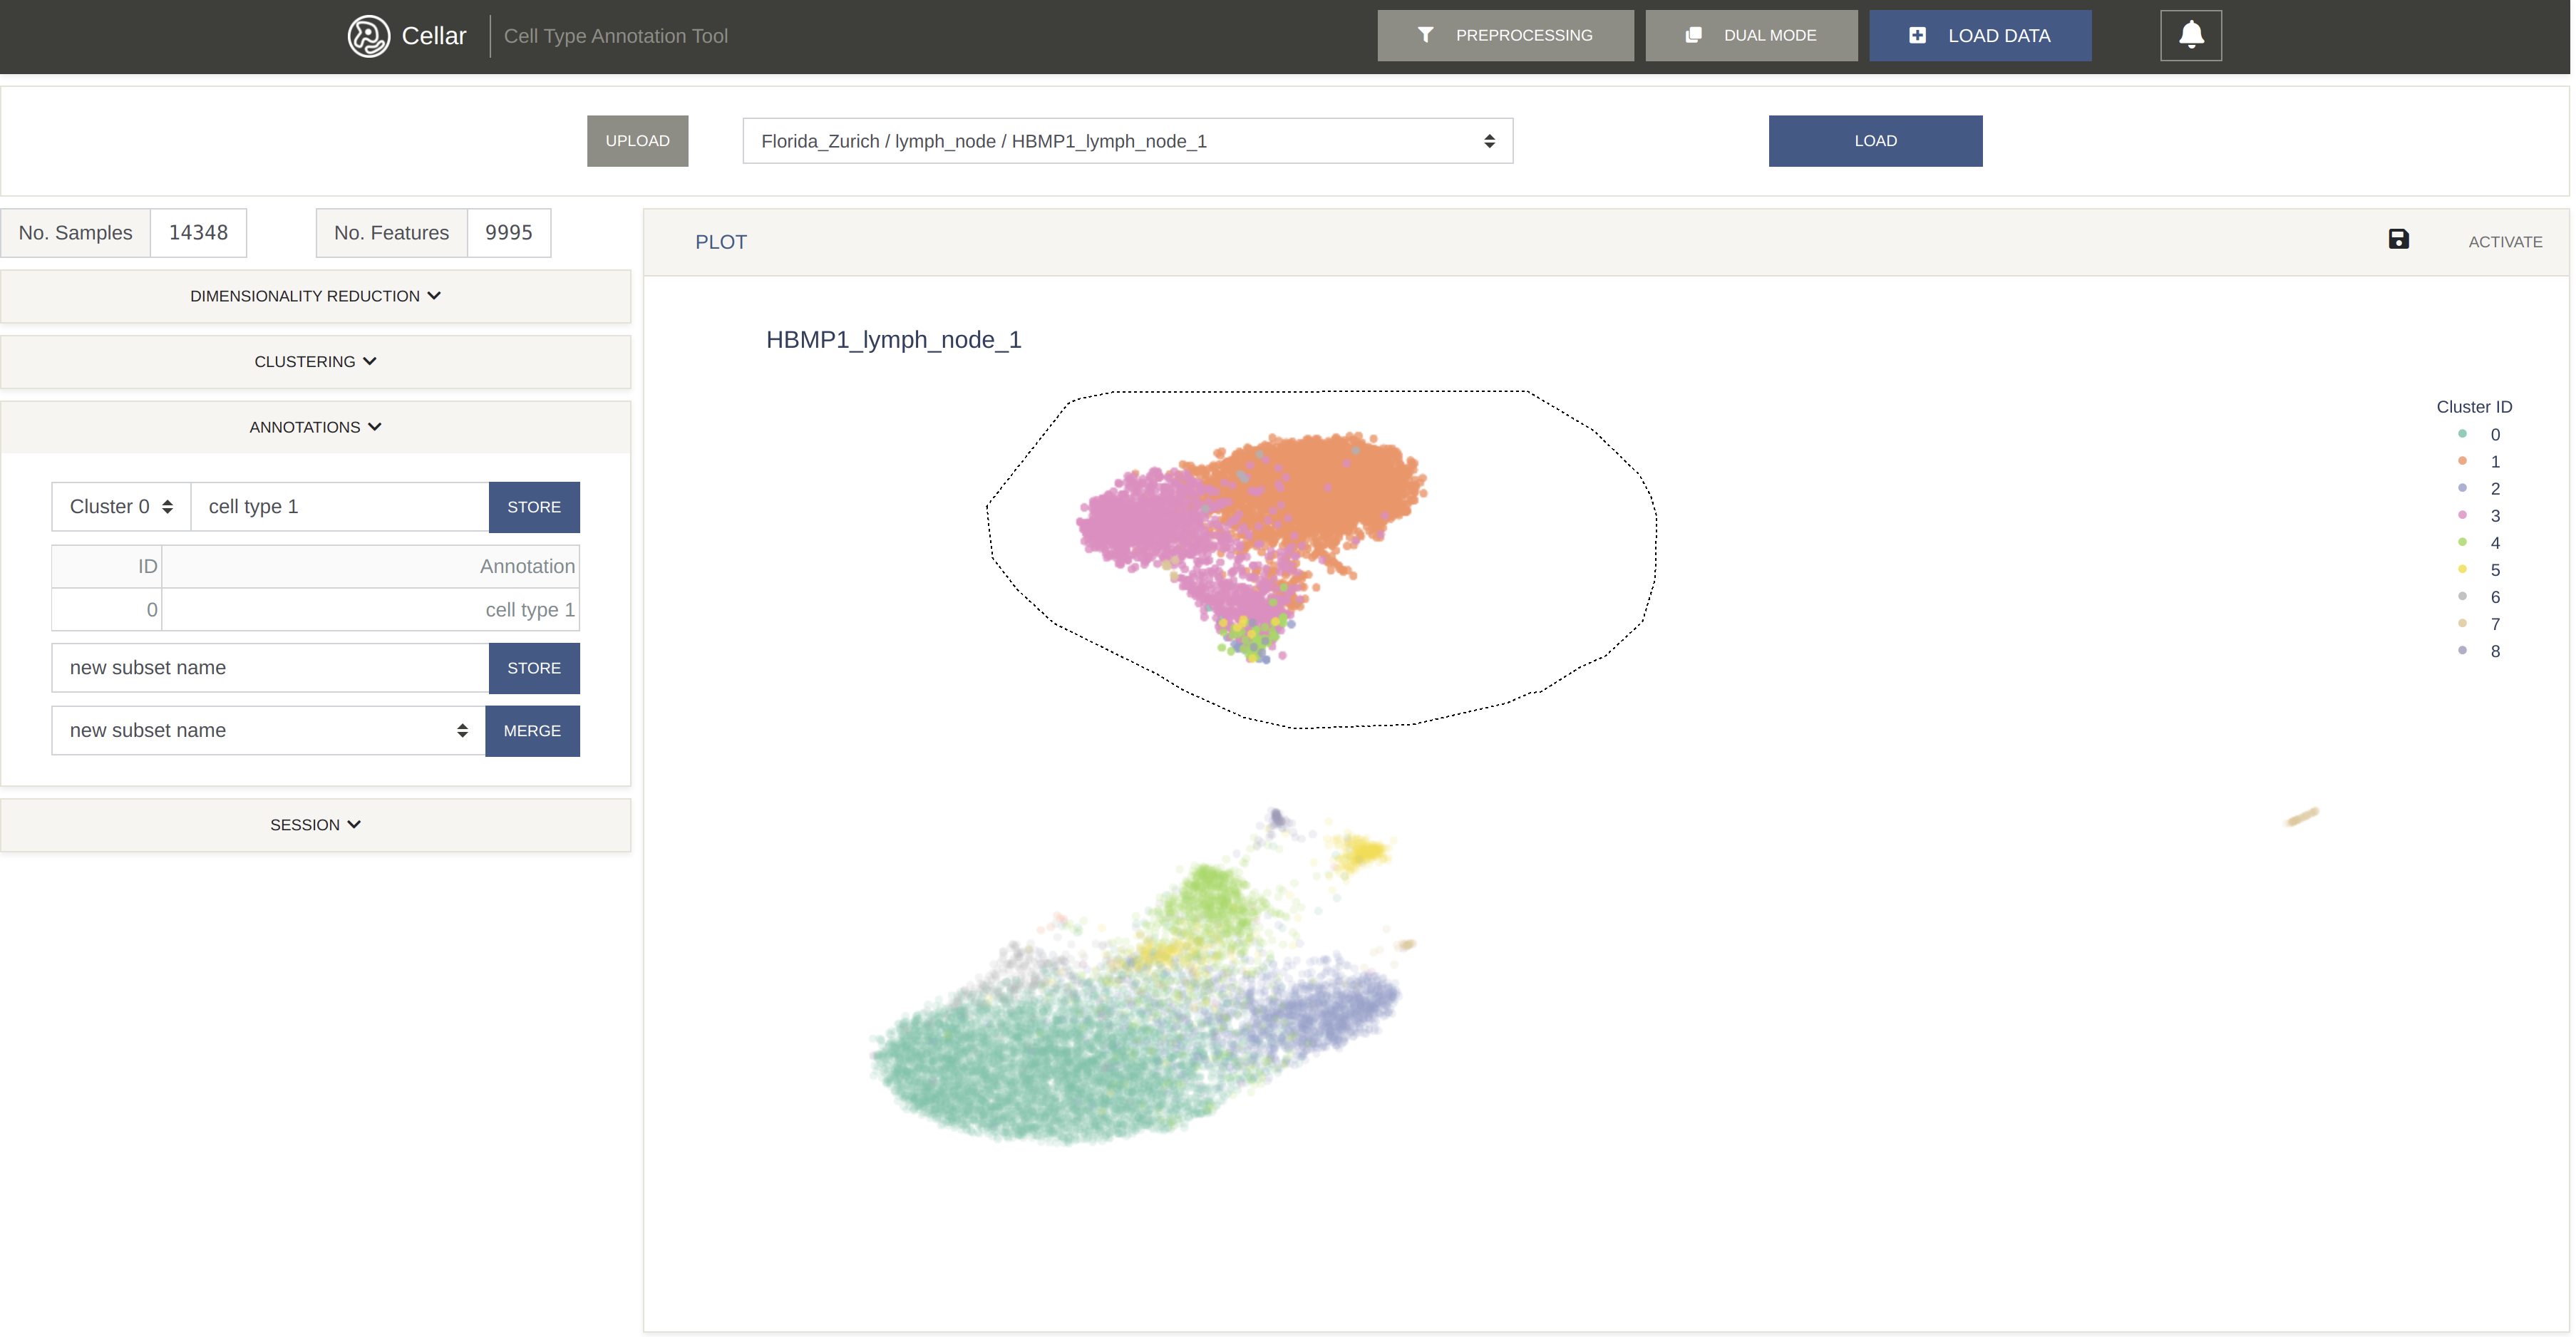 Cellar
Cell Type Annotation Tool
PREPROCESSING
DUAL MODE
LOAD DATA
UPLOAD
Florida_Zurich / lymph_node / HBMP1_lymph_node_1
LOAD
No. Samples 14348
No. Features 9995
DIMENSIONALITY REDUCTION
CLUSTERING
ANNOTATIONS
Cluster 0 cell type 1 STORE
ID Annotation
0 cell type 1
new subset name STORE
new subset name MERGE
SESSION
PLOT
ACTIVATE
HBMP1_lymph_node_1
Cluster ID
0
1
2
3
4
5
6
7
8